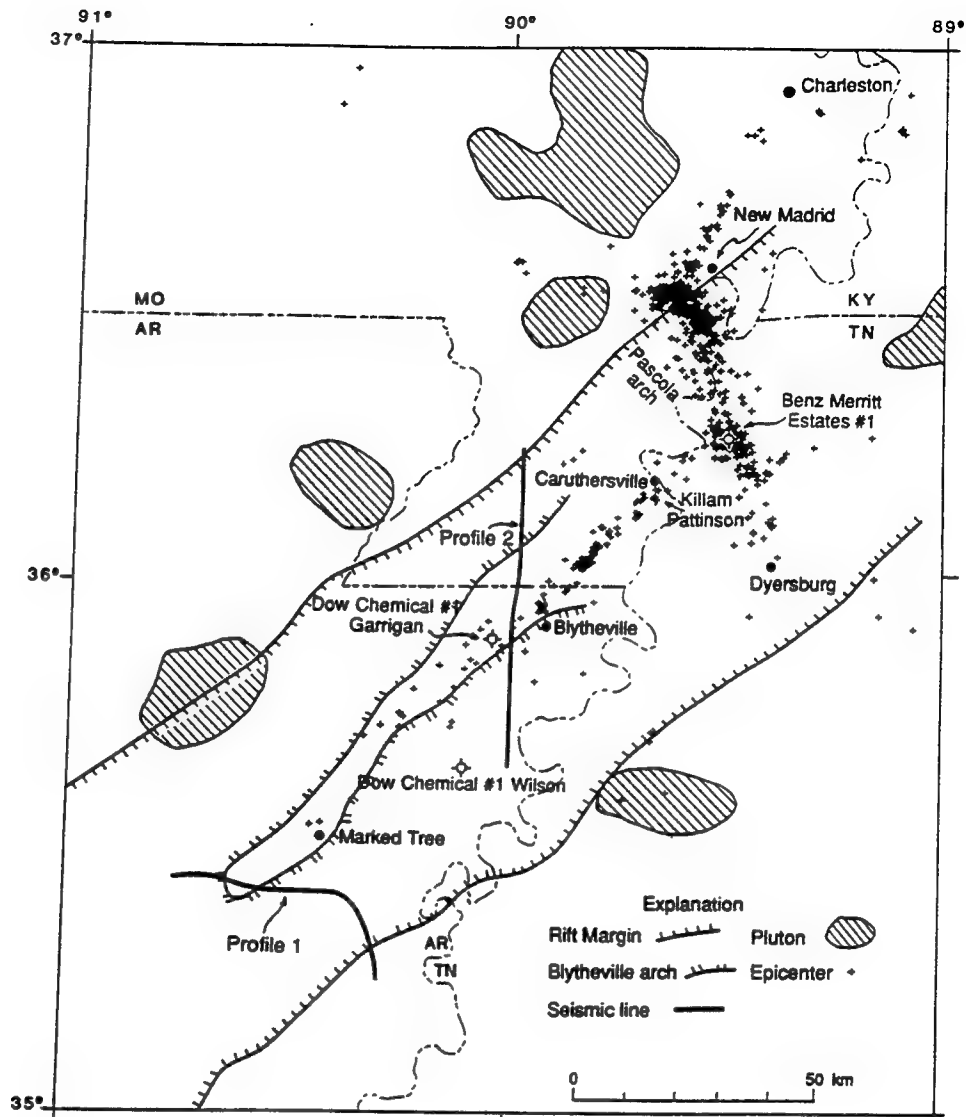 91°
90°
89°
37°
Charleston
New Madrid
MO
AR
KY
TN
Pascola
arch
Benz Merritt
Estates #1
Caruthersville
Killam
Pattinson
Profile 2
36°
Dyersburg
Dow Chemical #1
Garrigan
Blytheville
Dow Chemical #1 Wilson
Marked Tree
Profile 1
AR
TN
Explanation
Rift Margin
Pluton
Blytheville arch
Epicenter
Seismic line
0
50 km
35°